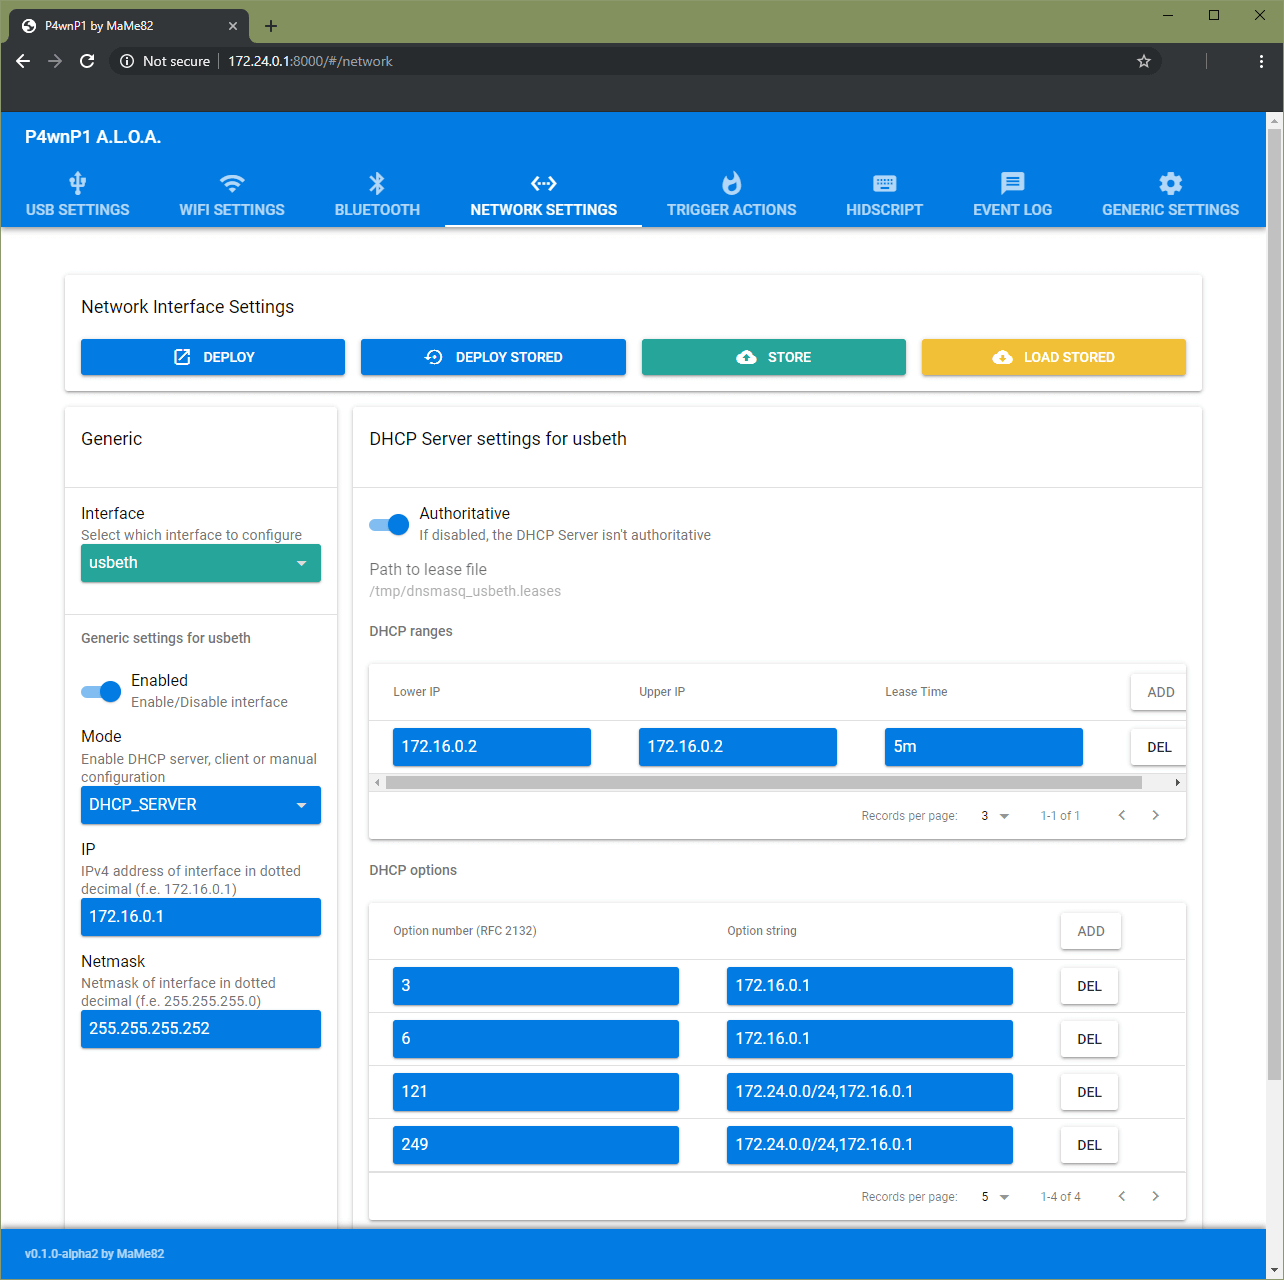 P4wnP1 by MaMe82
Not secure 172.24.0.1:8000/#/network
P4wnP1 A.L.O.A.
USB SETTINGS WIFI SETTINGS BLUETOOTH NETWORK SETTINGS TRIGGER ACTIONS HIDSCRIPT EVENT LOG GENERIC SETTINGS
Network Interface Settings
DEPLOY DEPLOY STORED STORE LOAD STORED
Generic
Interface
Select which interface to configure
usbeth
Generic settings for usbeth
Enabled
Enable/Disable interface
Mode
Enable DHCP server, client or manual
configuration
DHCP_SERVER
IP
IPv4 address of interface in dotted
decimal (f.e. 172.16.0.1)
172.16.0.1
Netmask
Netmask of interface in dotted
decimal (f.e. 255.255.255.0)
255.255.255.252
DHCP Server settings for usbeth
Authoritative
If disabled, the DHCP Server isn't authoritative
Path to lease file
/tmp/dnsmasq_usbeth.leases
DHCP ranges
Lower IP Upper IP Lease Time ADD
172.16.0.2 172.16.0.2 5m DEL
Records per page: 3 1-1 of 1
DHCP options
Option number (RFC 2132) Option string ADD
3 172.16.0.1 DEL
6 172.16.0.1 DEL
121 172.24.0.0/24,172.16.0.1 DEL
249 172.24.0.0/24,172.16.0.1 DEL
Records per page: 5 1-4 of 4
v0.1.0-alpha2 by MaMe82